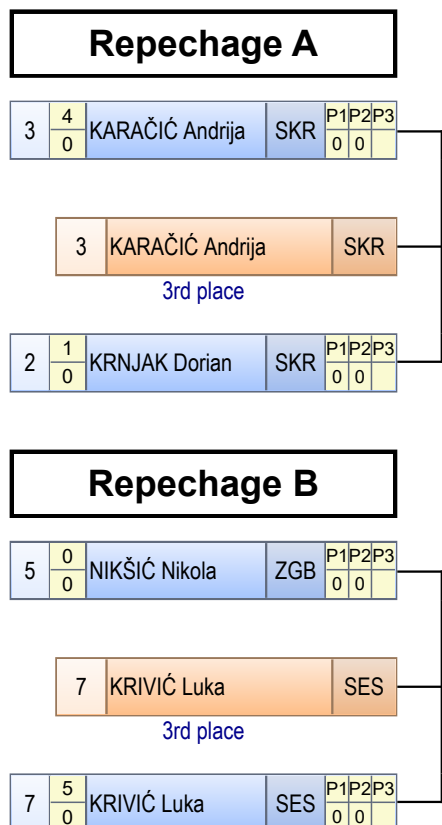 Repechage A
3 4 0 KARAČIĆ Andrija SKR P1 P2 P3 0 0
3 KARAČIĆ Andrija SKR
3rd place
2 1 0 KRNJAK Dorian SKR P1 P2 P3 0 0
Repechage B
5 0 0 NIKŠIĆ Nikola ZGB P1 P2 P3 0 0
7 KRIVIĆ Luka SES
3rd place
7 5 0 KRIVIĆ Luka SES P1 P2 P3 0 0